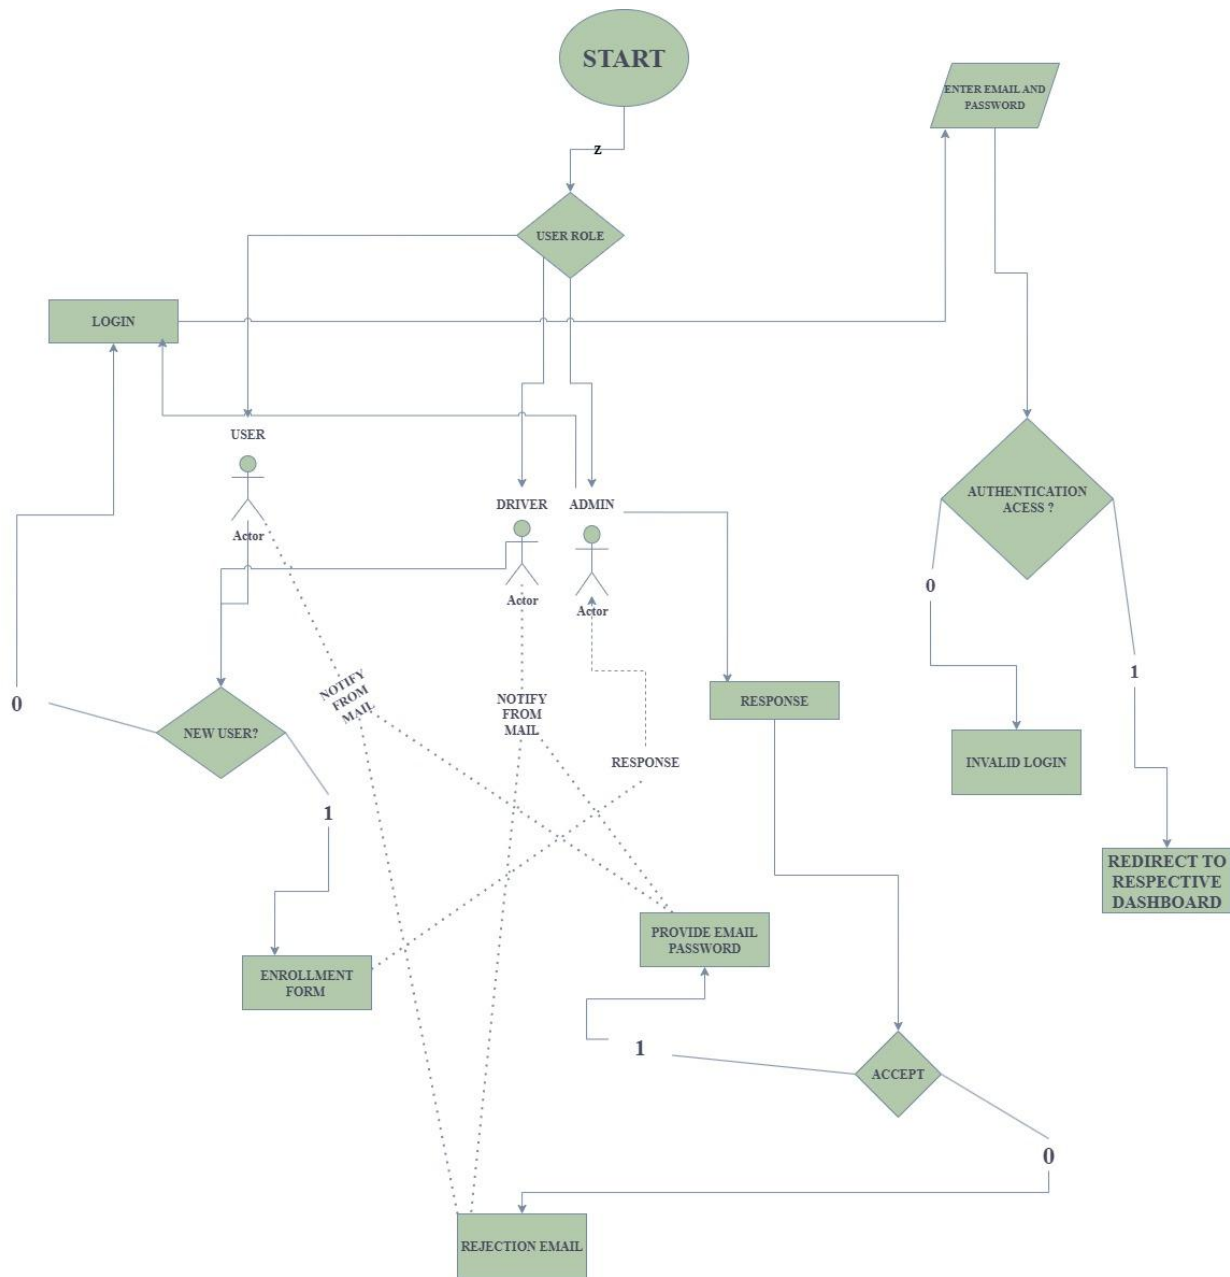 START
ENTER EMAIL AND
PASSWORD
z
USER ROLE
LOGIN
USER
Actor
DRIVER
Actor
ADMIN
Actor
AUTHENTICATION
ACESS ?
0
1
0
NEW USER?
1
NOTIFY
FROM
MAIL
NOTIFY
FROM
MAIL
RESPONSE
RESPONSE
INVALID LOGIN
REDIRECT TO
RESPECTIVE
DASHBOARD
ENROLLMENT
FORM
PROVIDE EMAIL
PASSWORD
1
ACCEPT
0
REJECTION EMAIL